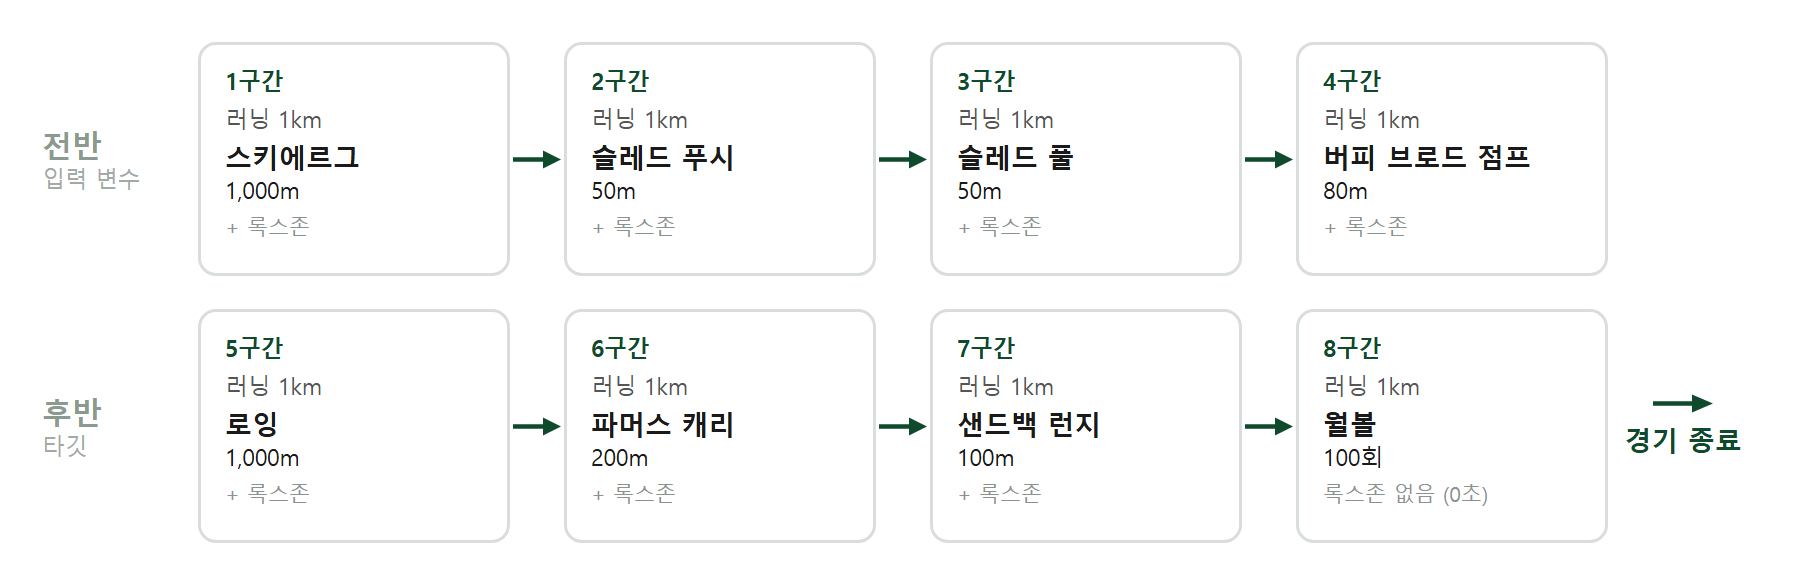 전반
입력 변수
1구간
러닝 1km
스키에르그
1,000m
+ 록스존
2구간
러닝 1km
슬레드 푸시
50m
+ 록스존
3구간
러닝 1km
슬레드 풀
50m
+ 록스존
4구간
러닝 1km
버피 브로드 점프
80m
+ 록스존
후반
타깃
5구간
러닝 1km
로잉
1,000m
+ 록스존
6구간
러닝 1km
파머스 캐리
200m
+ 록스존
7구간
러닝 1km
샌드백 런지
100m
+ 록스존
8구간
러닝 1km
월볼
100회
록스존 없음 (0초)
경기 종료